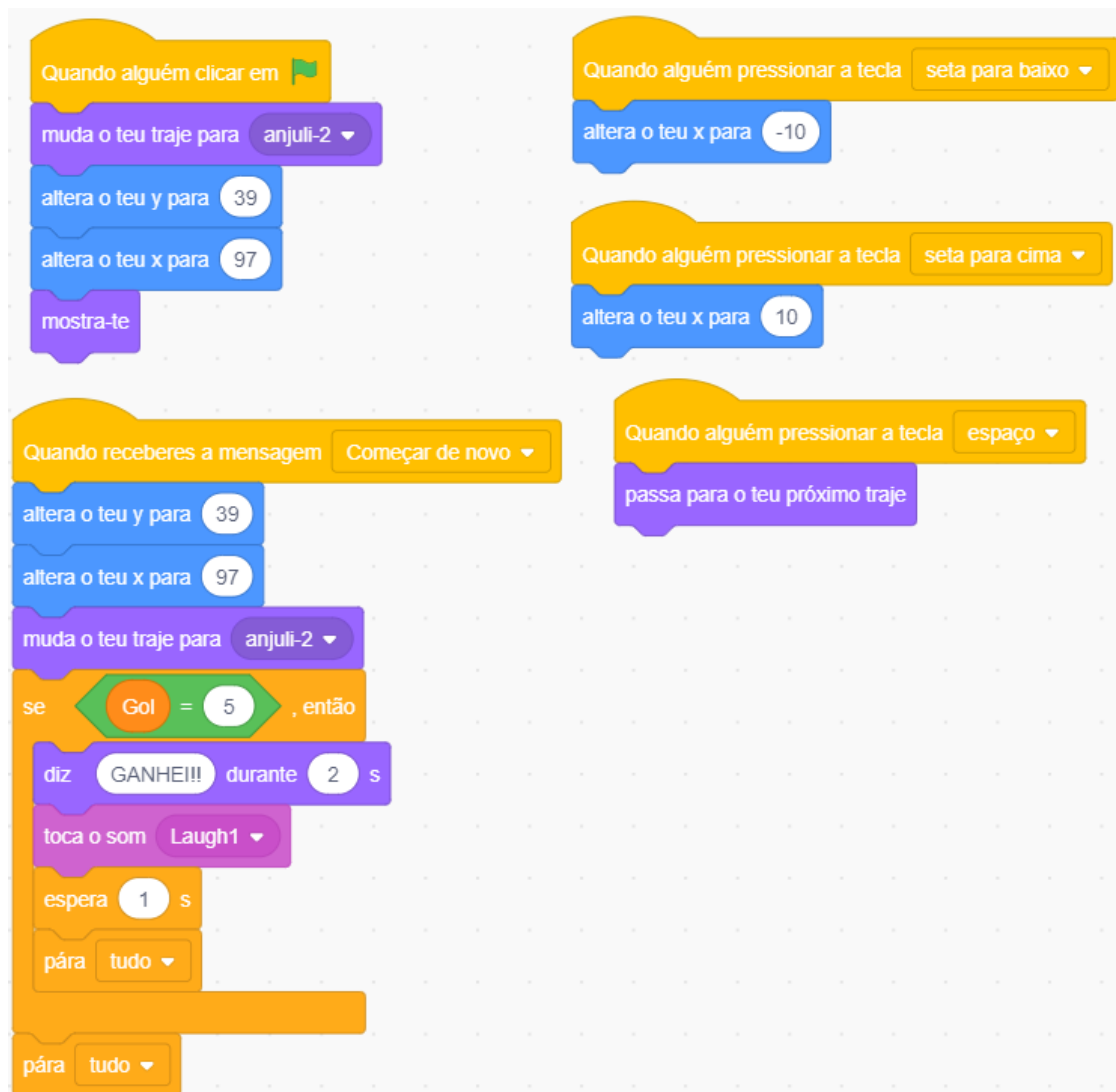 Quando alguém clicar em
muda o teu traje para anjuli-2
altera o teu y para 39
altera o teu x para 97
mostra-te
Quando alguém pressionar a tecla seta para baixo
altera o teu x para -10
Quando alguém pressionar a tecla seta para cima
altera o teu x para 10
Quando receberes a mensagem Começar de novo
altera o teu y para 39
altera o teu x para 97
muda o teu traje para anjuli-2
se Gol = 5 , então
diz GANHEI!! durante 2 s
toca o som Laugh1
espera 1 s
pára tudo
pára tudo
Quando alguém pressionar a tecla espaço
passa para o teu próximo traje